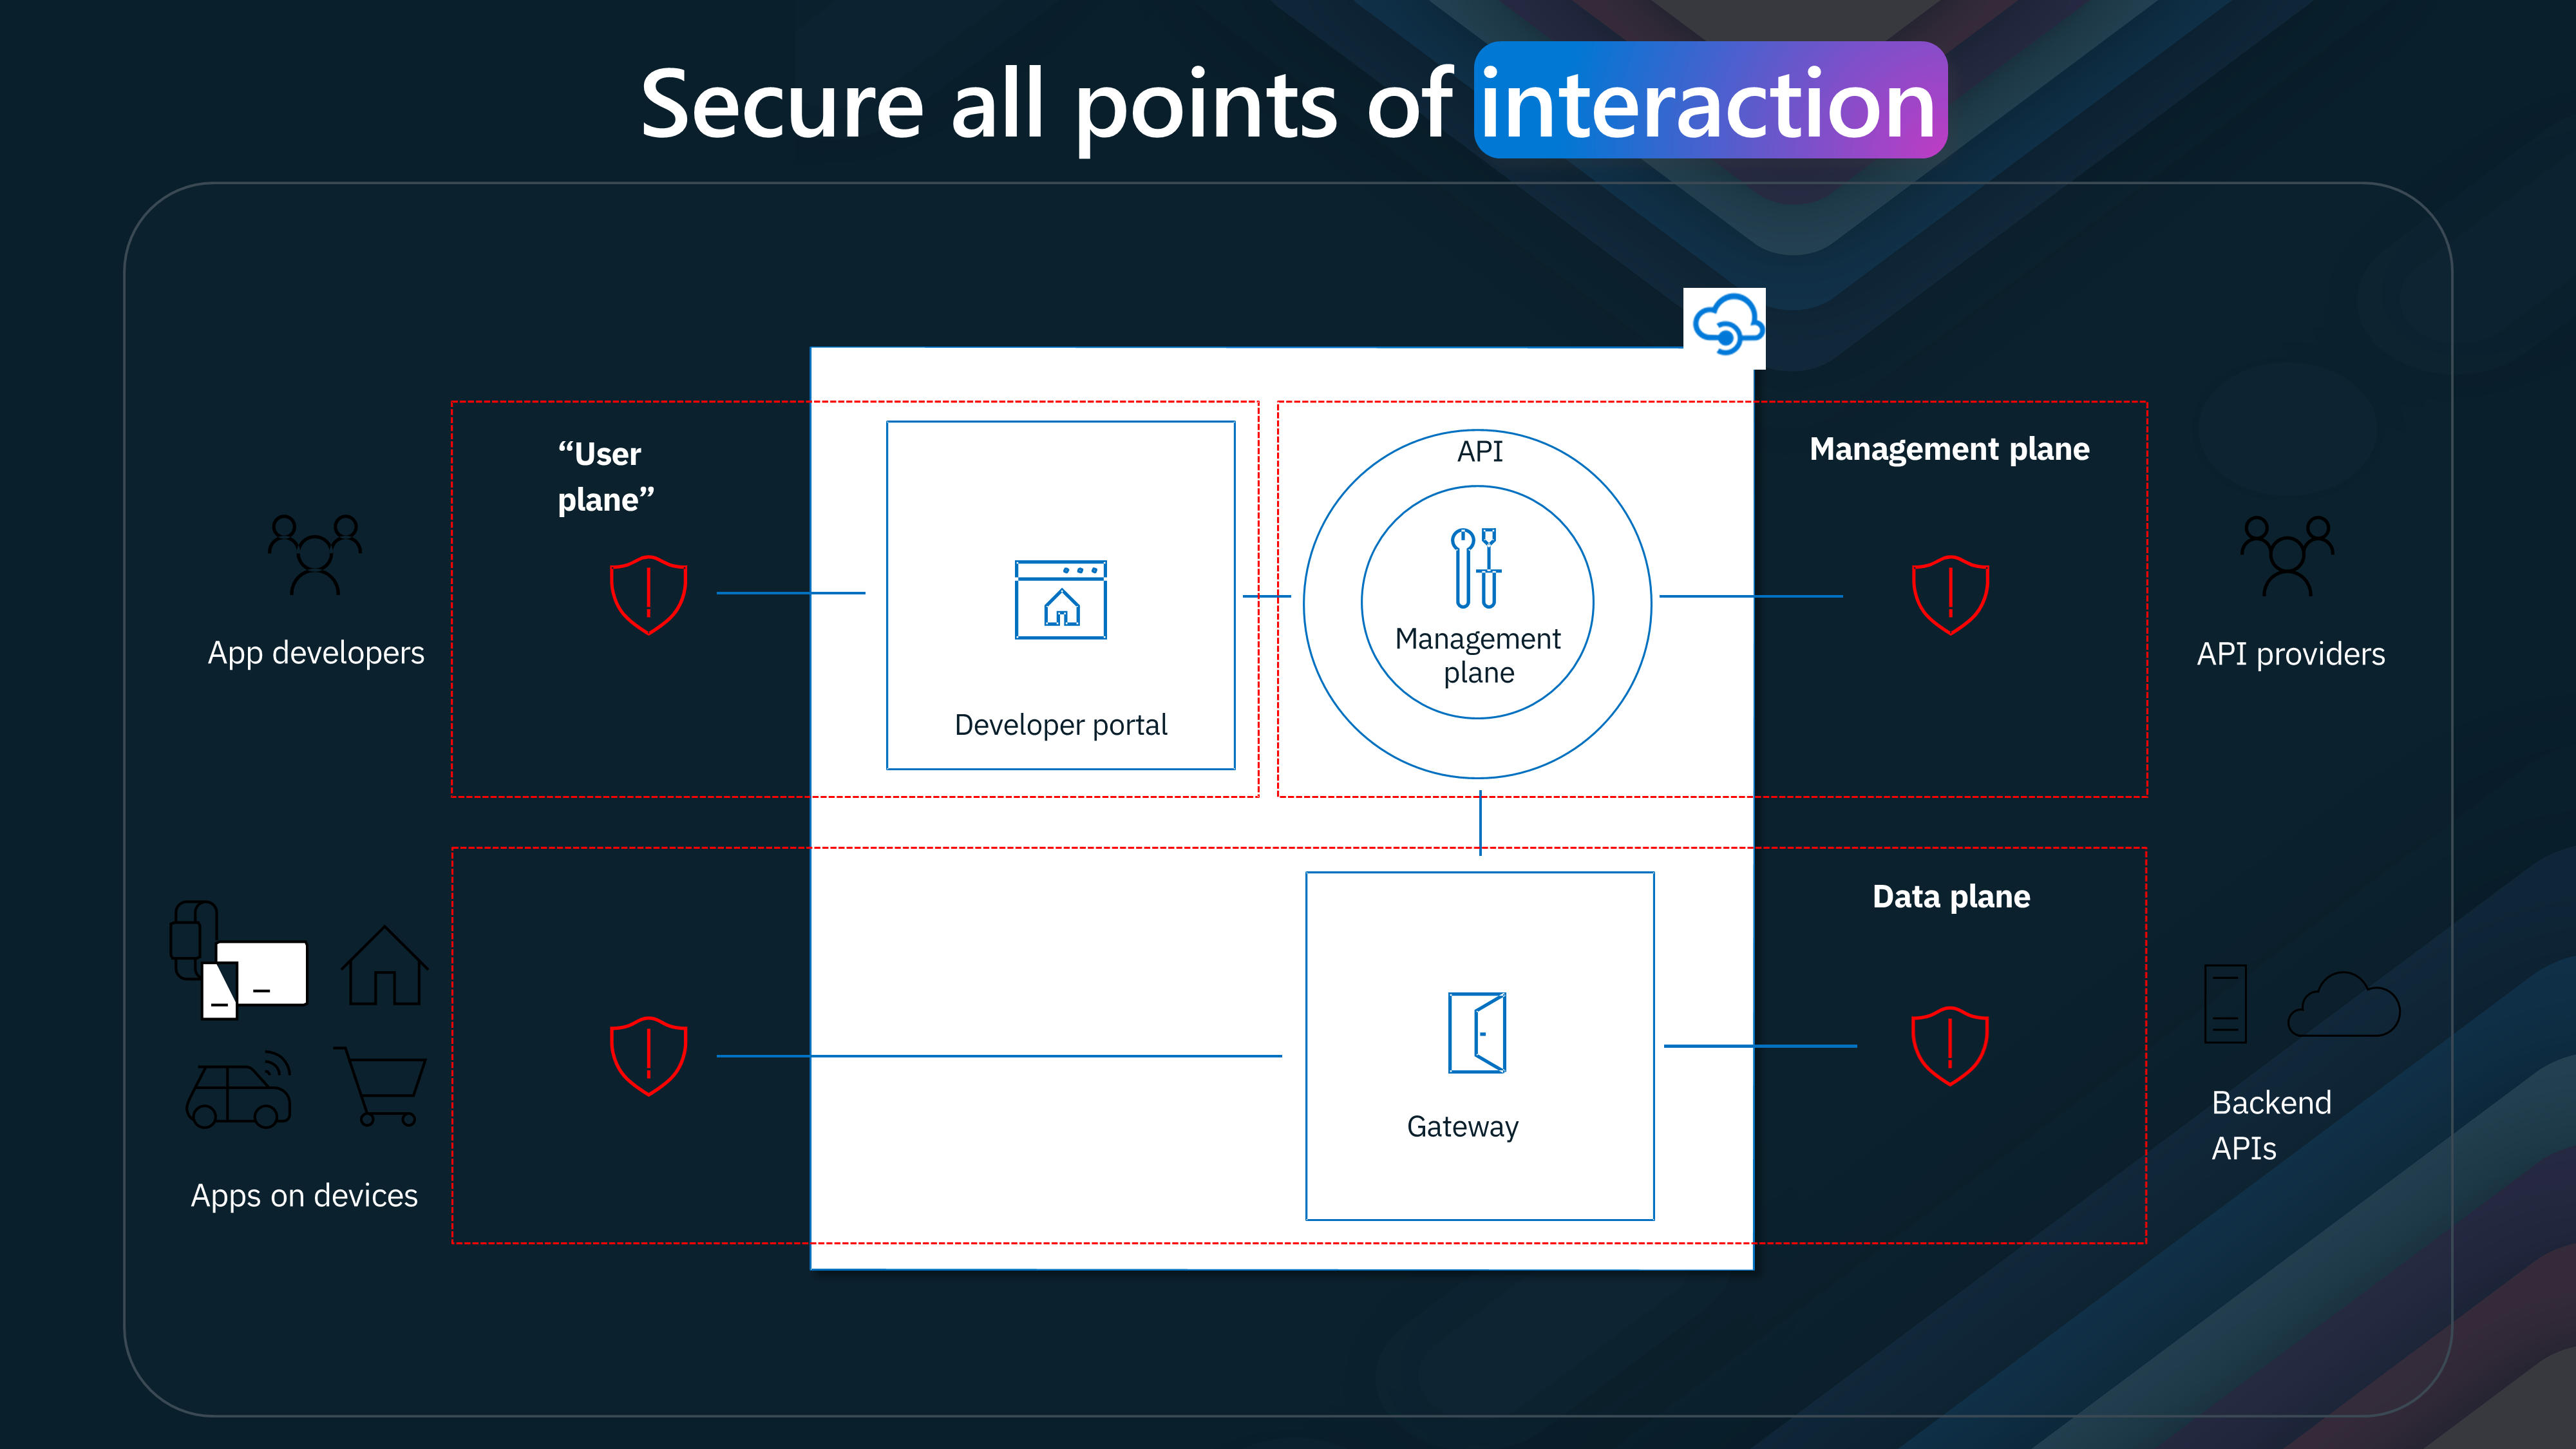 Secure all points of interaction
“User
plane”
API
Management plane
Management
plane
App developers
API providers
Developer portal
Data plane
Gateway
Backend
APIs
Apps on devices